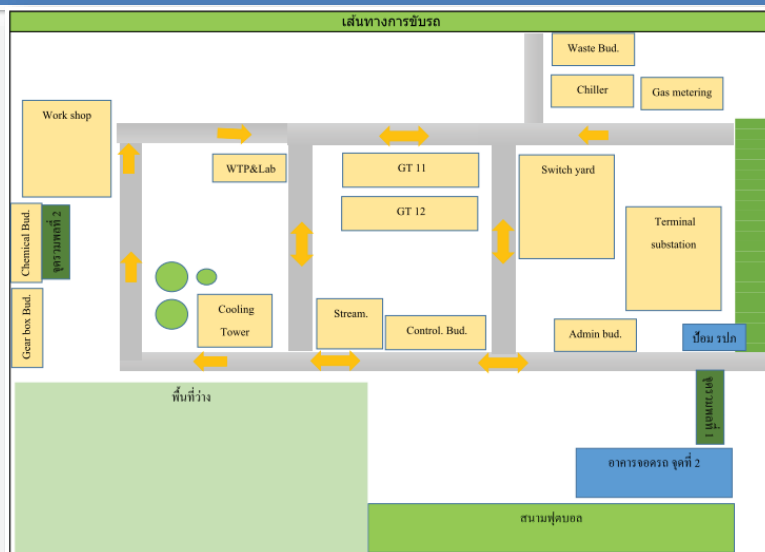 เส้นทางการขับรถ
Waste Bud.
Chiller
Gas metering
Work shop
WTP&Lab
GT 11
GT 12
Switch yard
Terminal
substation
Chemical Bud.
จุดรวมพลที่ 2
Gear box Bud.
Cooling
Tower
Stream.
Control. Bud.
Admin bud.
ป้อม รปภ
พื้นที่ว่าง
จุดรวมพลที่ 1
อาคารจอดรถ จุดที่ 2
สนามฟุตบอล